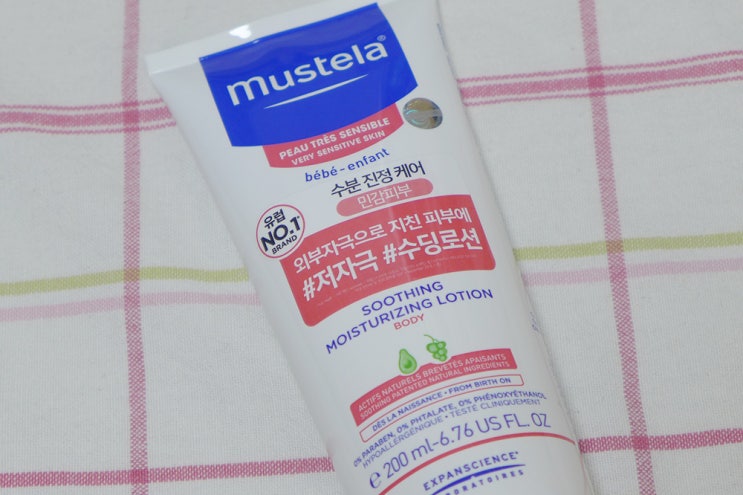 mustela®
PEAU TRÈS SENSIBLE
VERY SENSITIVE SKIN
bébé-enfant
수분 진정 케어
민감피부
유럽
NO.1*
BRAND
외부자극으로 지친 피부에
#저자극 #수딩로션
SOOTHING
MOISTURIZING LOTION
BODY
ACTIFS NATURELS BREVETÉS APAISANTS
SOOTHING PATENTED NATURAL INGREDIENTS
DÈS LA NAISSANCE • FROM BIRTH ON
0% PARABEN, 0% PHTALATE, 0% PHÉNOXYÉTHANOL
HYPOALLERGÉNIQUE • TESTÉ CLINIQUEMENT
e 200 ml-6.76 US FL. OZ
EXPANSCIENCE®
LABORATOIRES